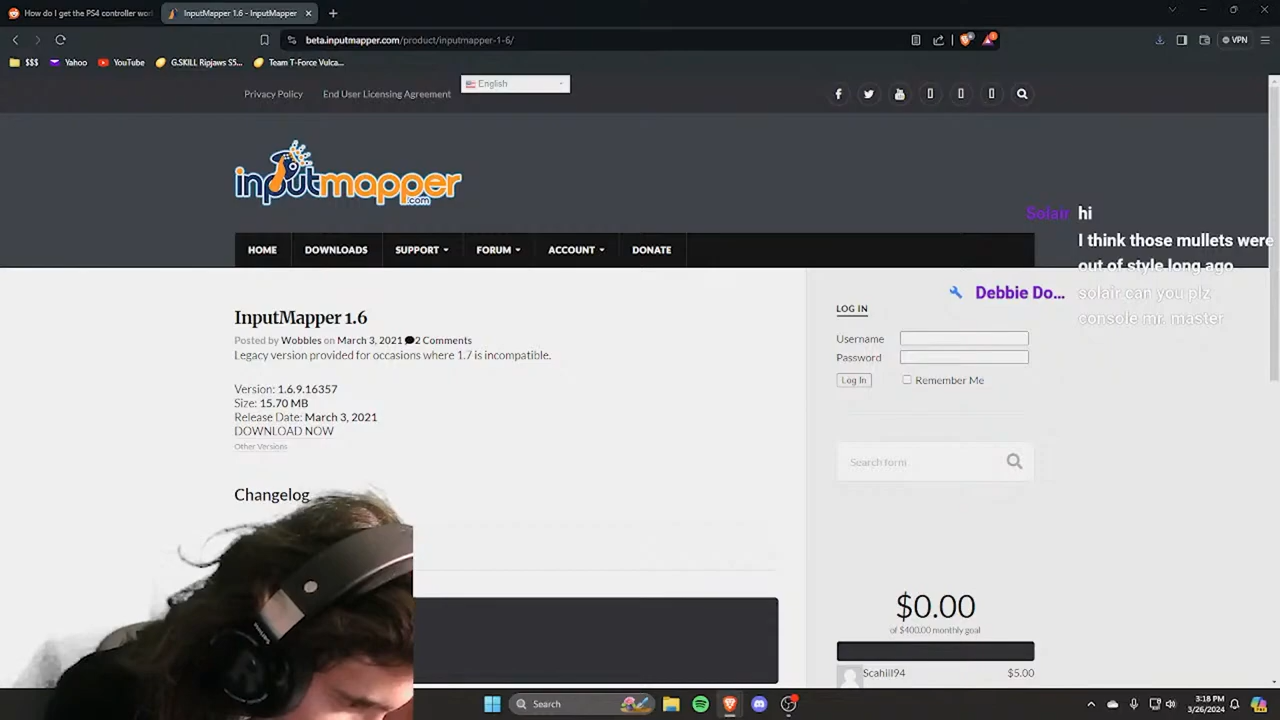 How do I get the PS4 controller wor
InputMapper 1.6 - InputMapper
beta.inputmapper.com/product/inputmapper-1-6/
VPN
$$$
Yahoo
YouTube
G.SKILL Ripjaws S5...
Team T-Force Vulca...
Privacy Policy
End User Licensing Agreement
English
inputmapper
.com
Solair hi
I think those mullets were
out of style long ago
HOME
DOWNLOADS
SUPPORT
FORUM
ACCOUNT
DONATE
Debbie Do... solair can you plz
console mr. master
InputMapper 1.6
Posted by Wobbles on March 3, 2021 2 Comments
Legacy version provided for occasions where 1.7 is incompatible.
Version: 1.6.9.16357
Size: 15.70 MB
Release Date: March 3, 2021
DOWNLOAD NOW
Other Versions
Changelog
LOG IN
Username
Password
Log In
Remember Me
Search form
$0.00
of $400.00 monthly goal
Scahill94
$5.00
Search
3:18 PM
3/26/2024